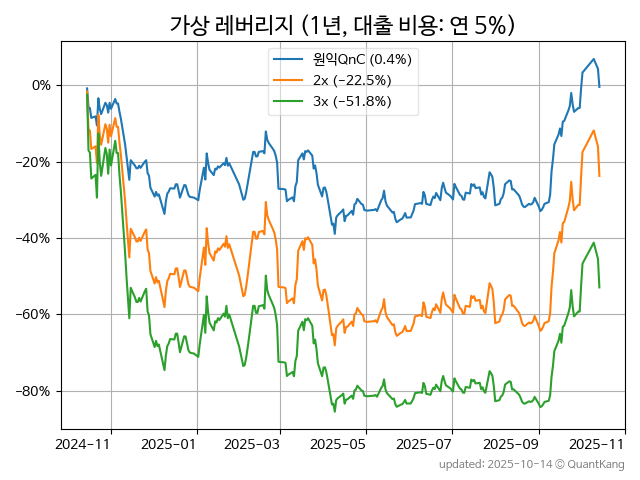 가상 레버리지 (1년, 대출 비용: 연 5%)
원익QnC (0.4%)
2x (−22.5%)
3x (−51.8%)
0%
−20%
−40%
−60%
−80%
2024−11 2025−01 2025−03 2025−05 2025−07 2025−09 2025−11
updated: 2025-10-14 © QuantKang